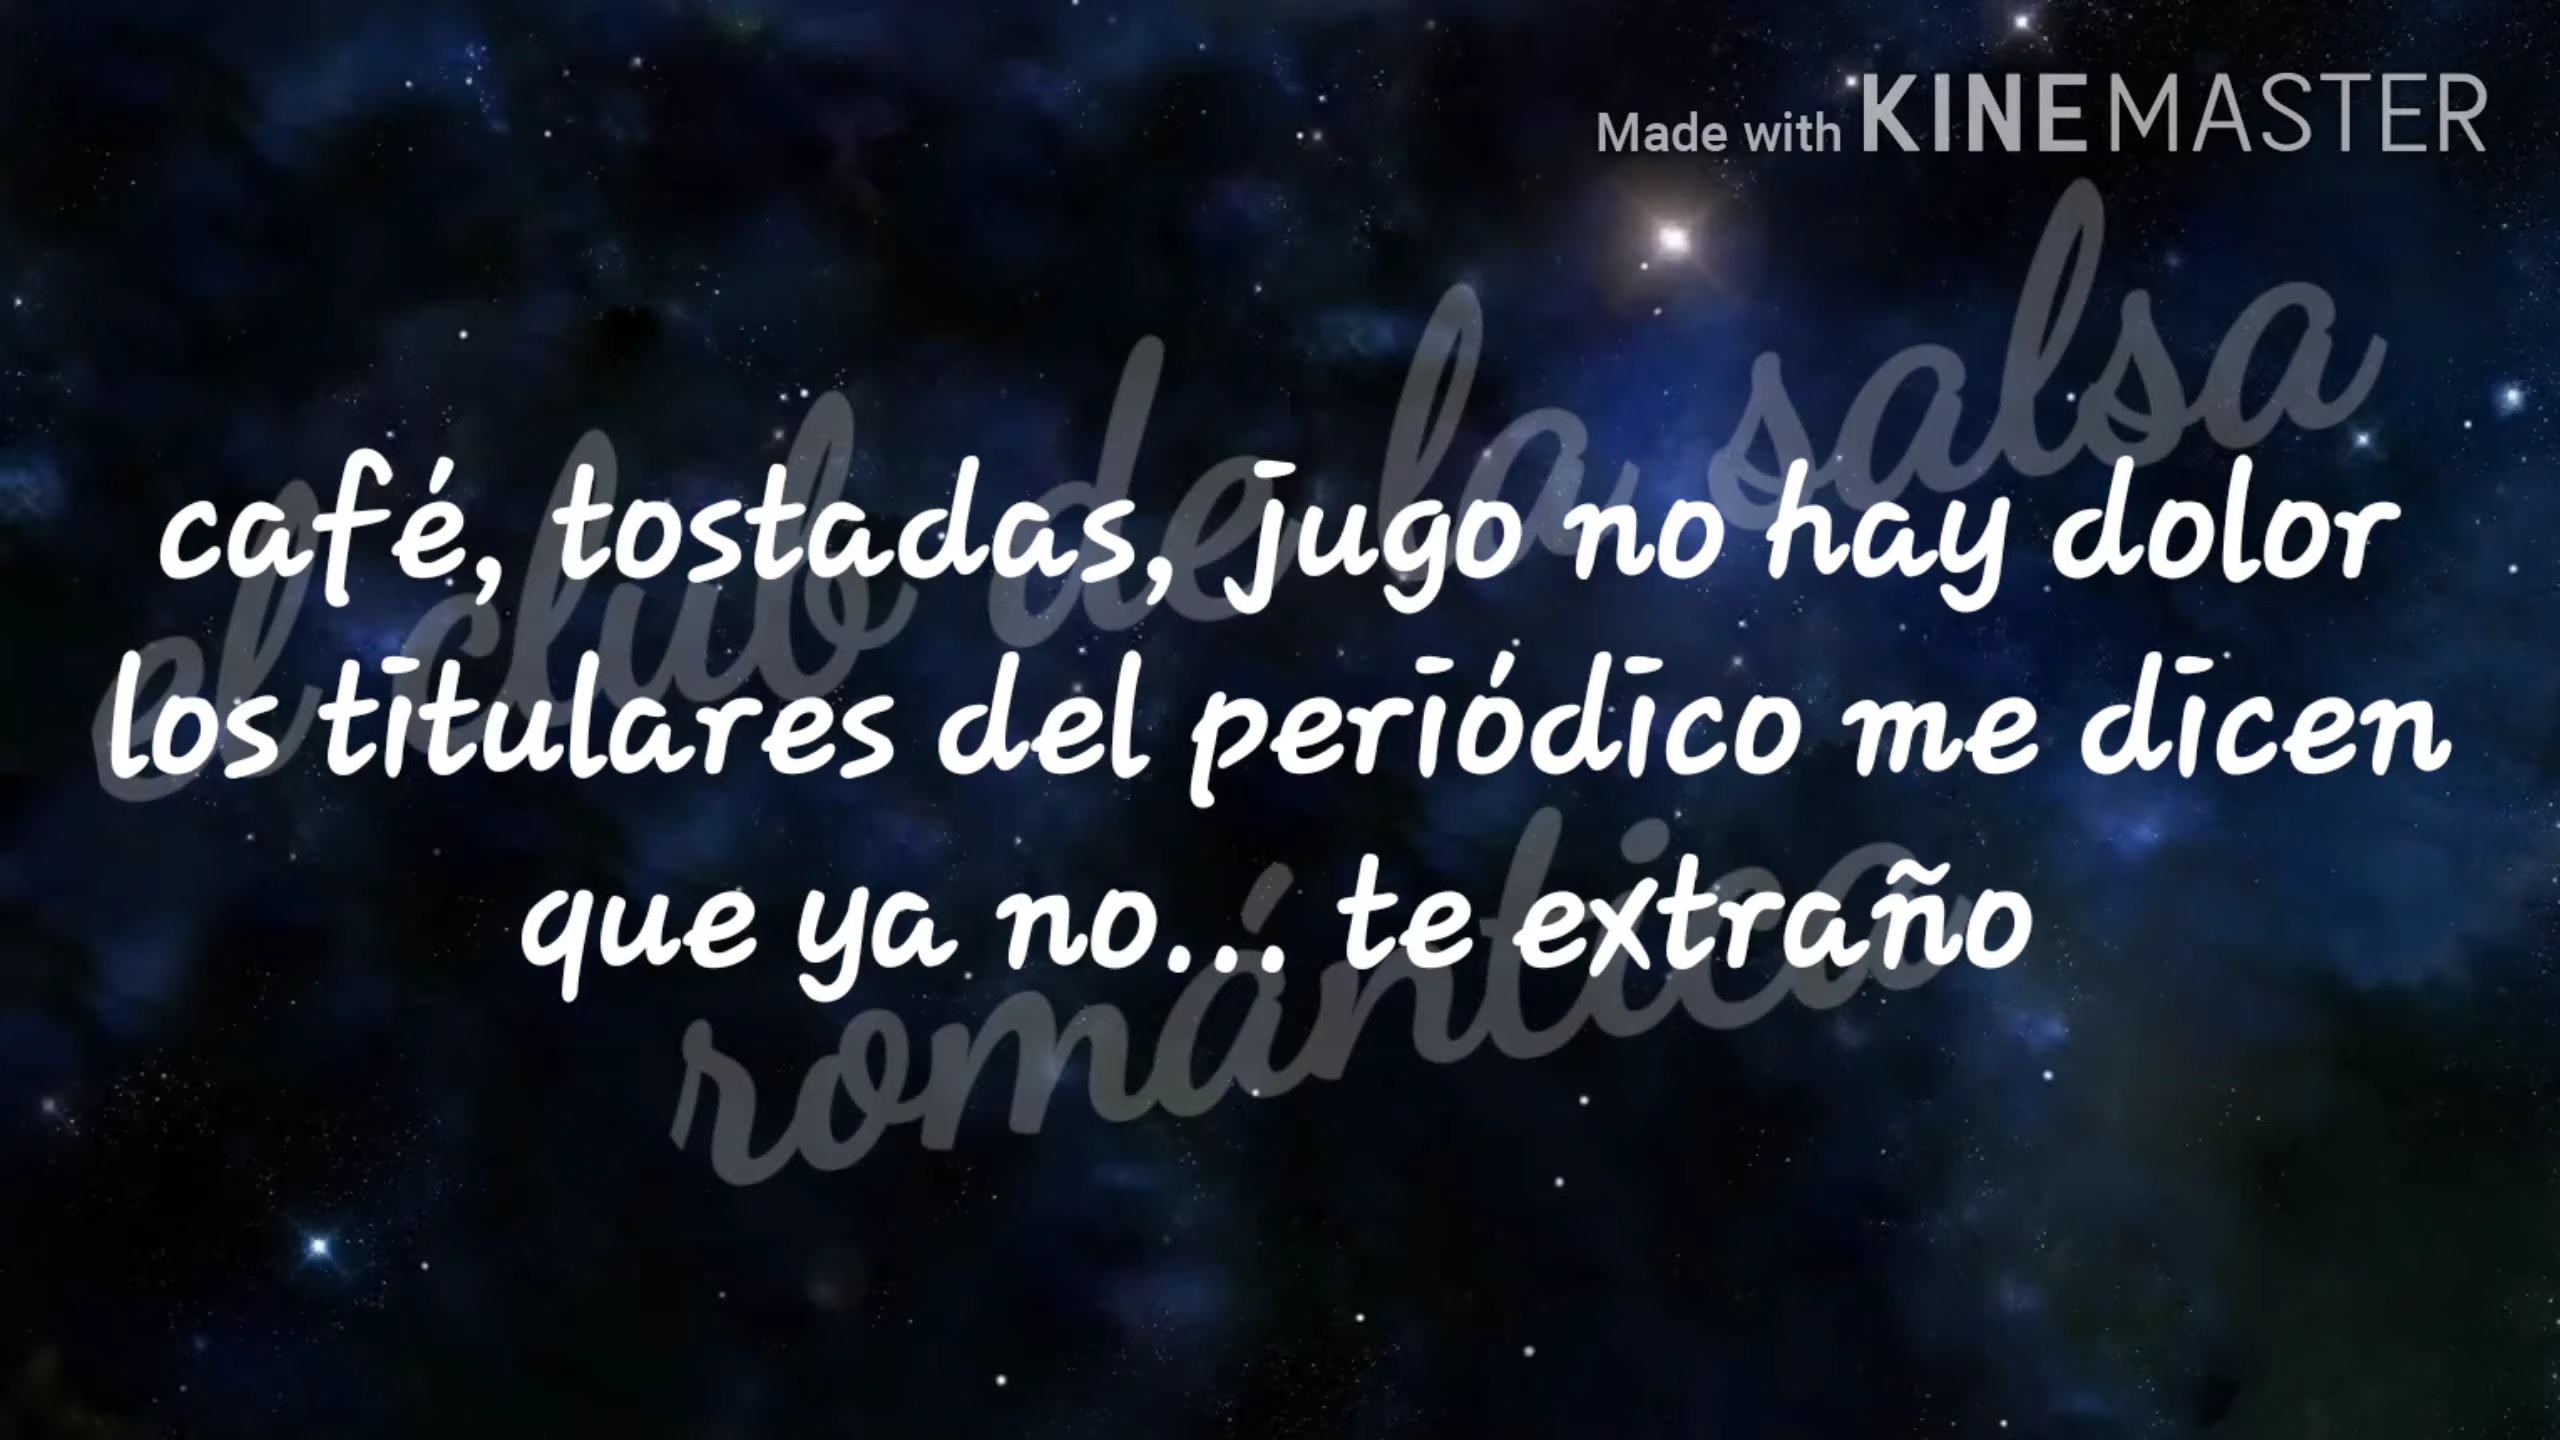 Made with KINEMASTER
el club de la salsa
café, tostadas, jugo no hay dolor
los titulares del periódico me dicen
que ya no... te extraño
romántica